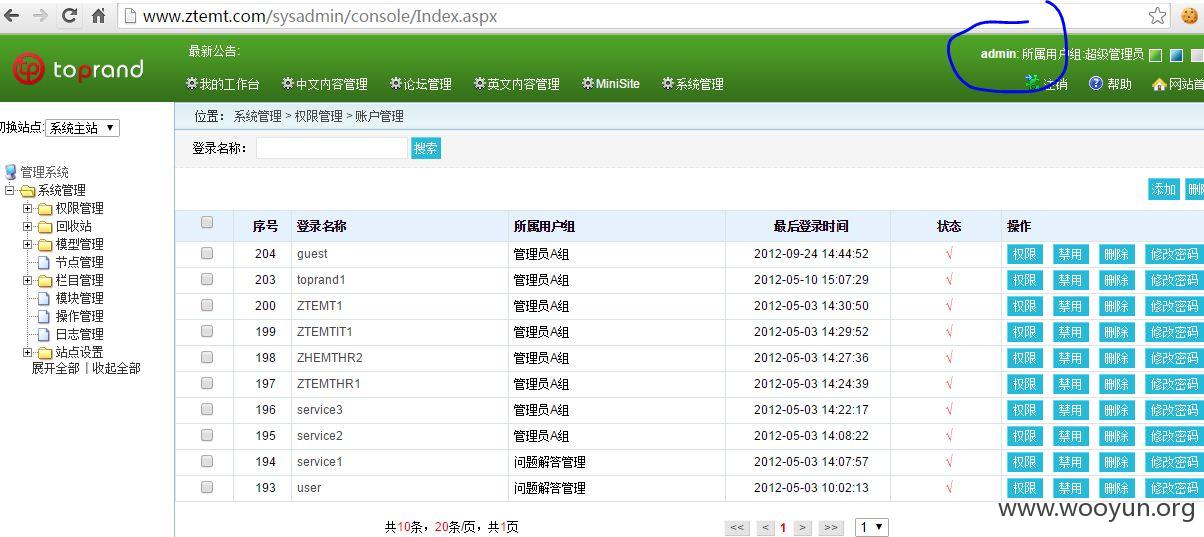 www.ztemt.com/sysadmin/console/Index.aspx
最新公告:
admin: 所属用户组:超级管理员
toprand
我的工作台 中文内容管理 论坛管理 英文内容管理 MiniSite 系统管理
注销 帮助 网站首
切换站点: 系统主站
位置： 系统管理 > 权限管理 > 账户管理
登录名称： 搜索
添加 删除
管理系统
系统管理
权限管理
回收站
模型管理
节点管理
栏目管理
模块管理
操作管理
日志管理
站点设置
展开全部 | 收起全部
序号 登录名称 所属用户组 最后登录时间 状态 操作
204 guest 管理员A组 2012-09-24 14:44:52 √ 权限 禁用 删除 修改密码
203 toprand1 管理员A组 2012-05-10 15:07:29 √ 权限 禁用 删除 修改密码
200 ZTEMT1 管理员A组 2012-05-03 14:30:50 √ 权限 禁用 删除 修改密码
199 ZTEMTIT1 管理员A组 2012-05-03 14:29:52 √ 权限 禁用 删除 修改密码
198 ZHEMTHR2 管理员A组 2012-05-03 14:27:36 √ 权限 禁用 删除 修改密码
197 ZTEMTHR1 管理员A组 2012-05-03 14:24:39 √ 权限 禁用 删除 修改密码
196 service3 管理员A组 2012-05-03 14:22:17 √ 权限 禁用 删除 修改密码
195 service2 管理员A组 2012-05-03 14:08:22 √ 权限 禁用 删除 修改密码
194 service1 问题解答管理 2012-05-03 14:07:57 √ 权限 禁用 删除 修改密码
193 user 问题解答管理 2012-05-03 10:02:13 √ 权限 禁用 删除 修改密码
www.wooyun.org
共10条，20条/页，共1页 << < 1 > >> 1